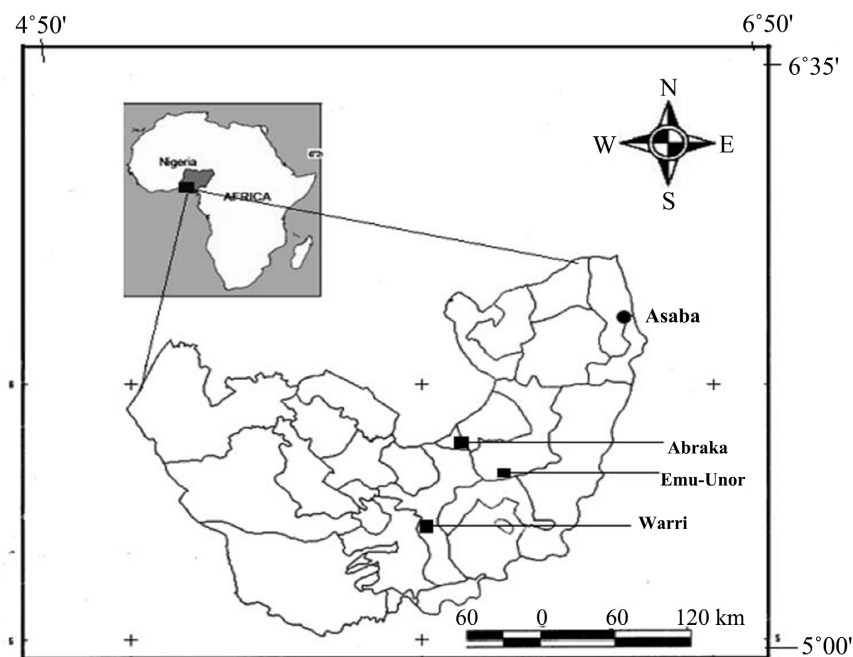 4°50'
6°50'
6°35'
N
W E
S
Nigeria
AFRICA
Asaba
Abraka
Emu-Unor
Warri
60 0 60 120 km
5°00'